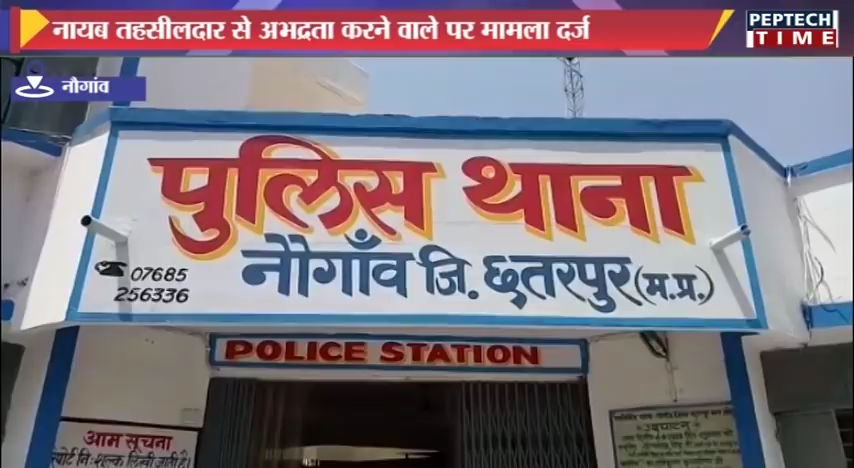 नायब तहसीलदार से अभद्रता करने वाले पर मामला दर्ज
PEPTECH
TIME
नौगांव
पुलिस थाना
नौगाँव जि. छतरपुर (म.प्र.)
07685
256336
POLICE STATION
आम सूचना
रिपोर्ट निःशुल्क लिखी जाती है।
उद्घाटन